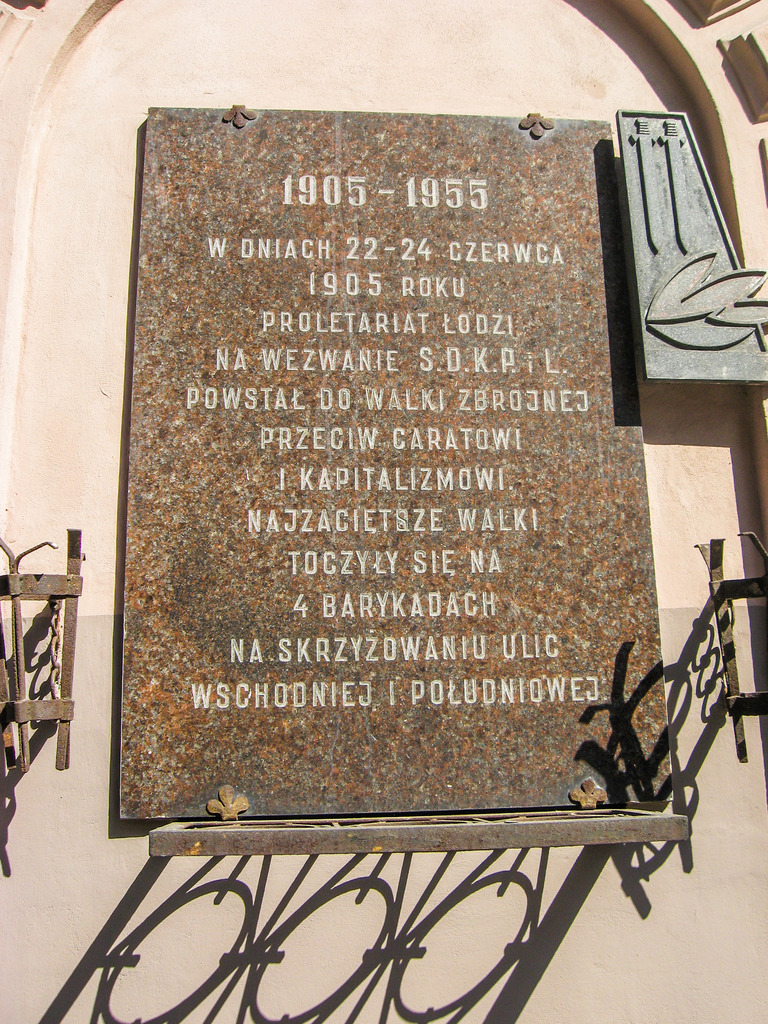 1905-1955
W DNIACH 22-24 CZERWCA
1905 ROKU
PROLETARIAT ŁODZI
NA WEZWANIE S.D.K.P. i L.
POWSTAŁ DO WALKI ZBROJNEJ
PRZECIW CARATOWI
I KAPITALIZMOWI.
NAJZACIĘTSZE WALKI
TOCZYŁY SIĘ NA
4 BARYKADACH
NA SKRZYŻOWANIU ULIC
WSCHODNIEJ I POŁUDNIOWEJ